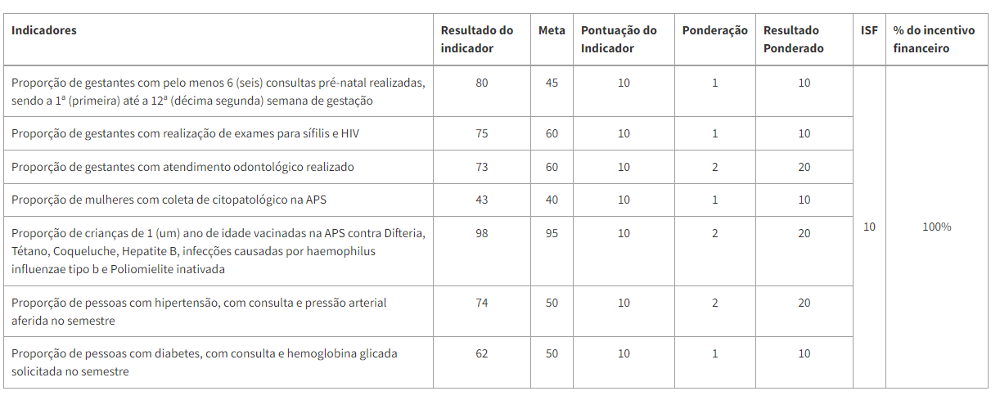 Indicadores
Resultado do
indicador
Meta
Pontuação do
Indicador
Ponderação
Resultado
Ponderado
ISF
% do incentivo
financeiro
Proporção de gestantes com pelo menos 6 (seis) consultas pré-natal realizadas,
sendo a 1ª (primeira) até a 12ª (décima segunda) semana de gestação
80
45
10
1
10
Proporção de gestantes com realização de exames para sífilis e HIV
75
60
10
1
10
Proporção de gestantes com atendimento odontológico realizado
73
60
10
2
20
Proporção de mulheres com coleta de citopatológico na APS
43
40
10
1
10
Proporção de crianças de 1 (um) ano de idade vacinadas na APS contra Difteria,
Tétano, Coqueluche, Hepatite B, infecções causadas por haemophilus
influenzae tipo b e Poliomielite inativada
98
95
10
2
20
Proporção de pessoas com hipertensão, com consulta e pressão arterial
aferida no semestre
74
50
10
2
20
Proporção de pessoas com diabetes, com consulta e hemoglobina glicada
solicitada no semestre
62
50
10
1
10
10
100%